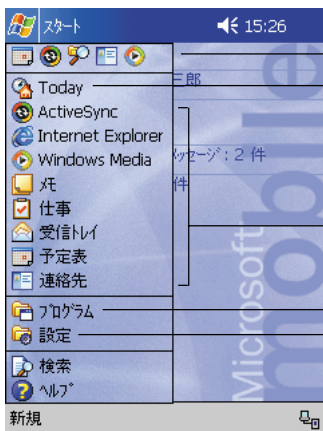 スタート 15:26
三郎
Today
ActiveSync
Internet Explorer
Windows Media
メッセージ : 2 件
メモ
件
仕事
受信トレイ
予定表
連絡先
プログラム
設定
検索
ヘルプ
新規
Microsoft
mobile